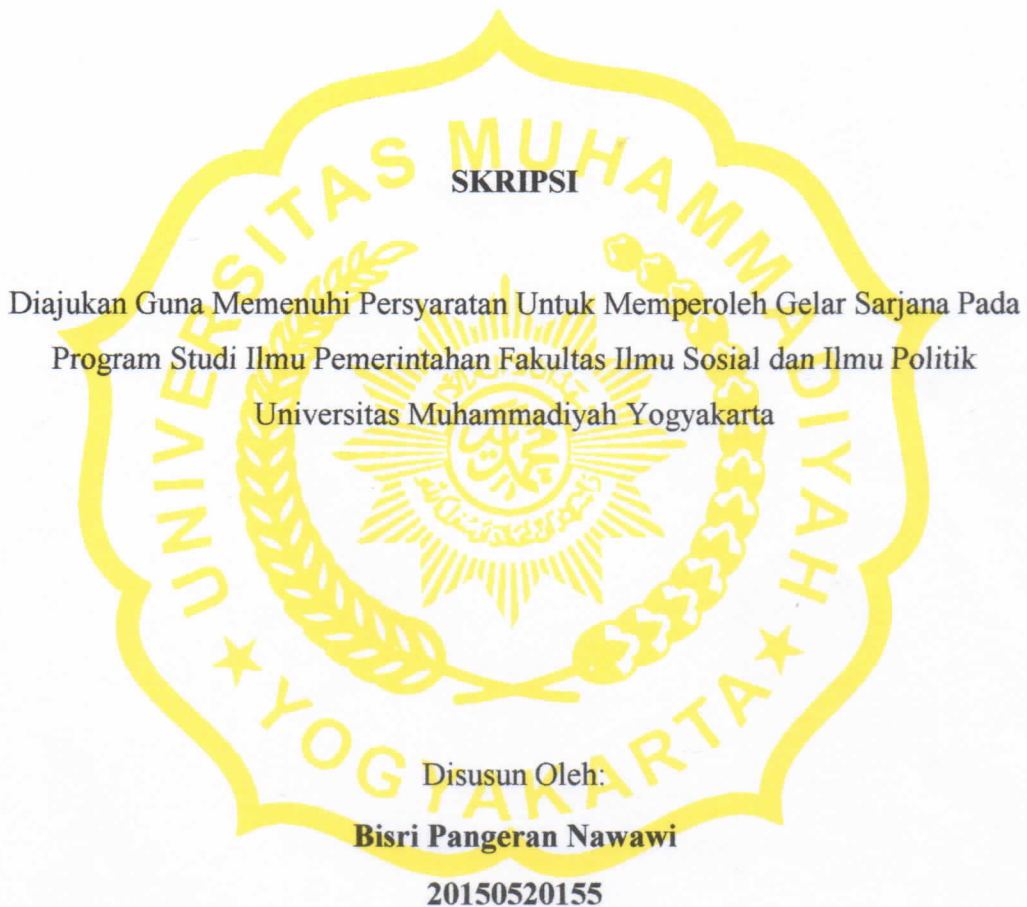 UNIVERSITAS MUHAMMADIYAH
YOGYAKARTA
SKRIPSI
Diajukan Guna Memenuhi Persyaratan Untuk Memperoleh Gelar Sarjana Pada
Program Studi Ilmu Pemerintahan Fakultas Ilmu Sosial dan Ilmu Politik
Universitas Muhammadiyah Yogyakarta
Disusun Oleh:
Bisri Pangeran Nawawi
20150520155